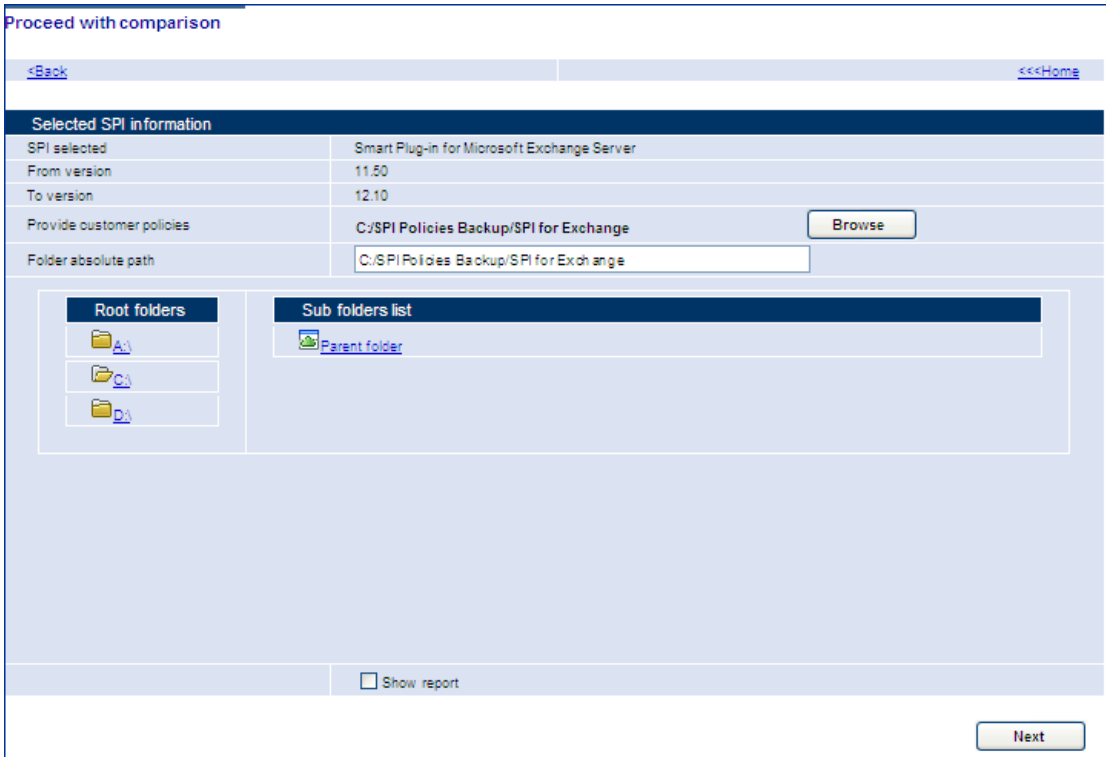 Proceed with comparison
<Back <<<Home
Selected SPI information
SPI selected Smart Plug-in for Microsoft Exchange Server
From version 11.50
To version 12.10
Provide customer policies C:/SPI Policies Backup/SPI for Exchange Browse
Folder absolute path C:/SPI Policies Backup/SPI for Exchange
Root folders Sub folders list
A:\ Parent folder
C:\
D:\
Show report
Next